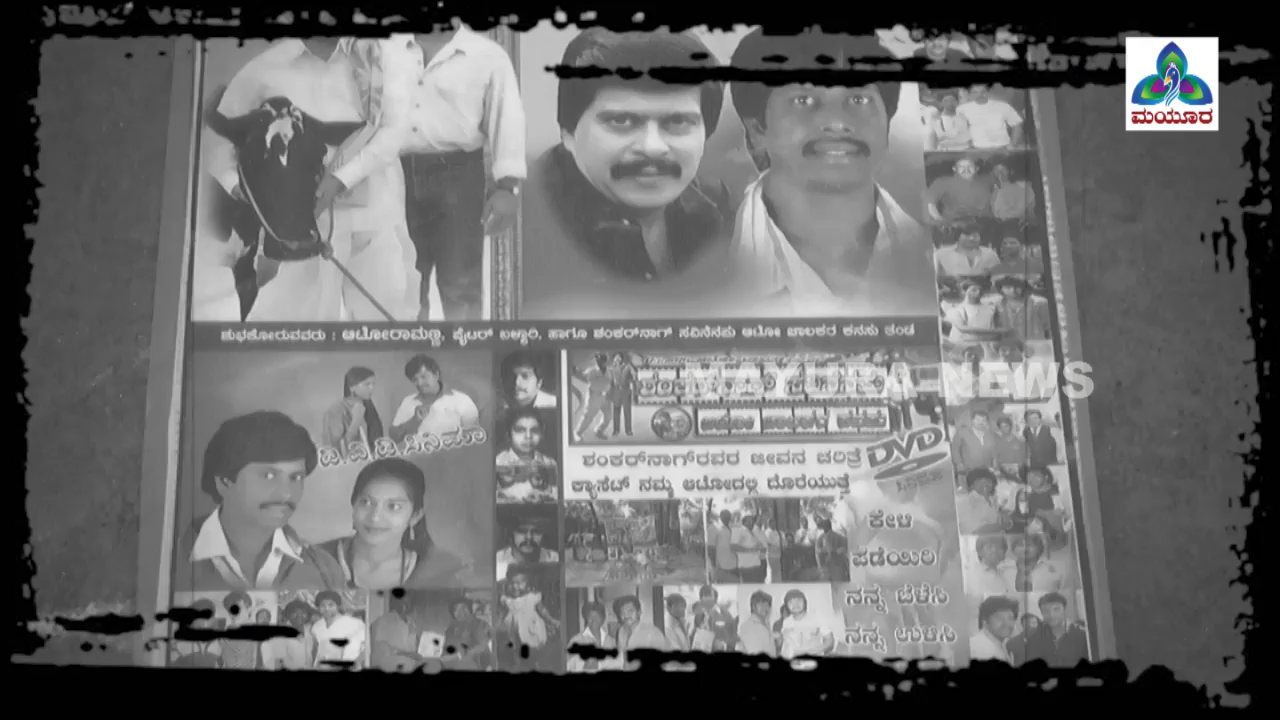 ಮಯೂರ
ಶುಭಕೋರುವವರು : ಆಟೋರಾಮಣ್ಣ, ಫೈಟರ್ ಬಳ್ಳಾರಿ, ಹಾಗೂ ಶಂಕರ್‌ನಾಗ್ ಸವಿನೆನಪು ಆಟೋ ಚಾಲಕರ ಕನಸು ತಂಡ
MAYURA NEWS
ಶಂಕರ್‌ನಾಗ್‌ರವರ ಜೀವನ ಚರಿತ್ರೆ
DVD
ಕ್ಯಾಸೆಟ್ ನಮ್ಮ ಆಟೋದಲ್ಲಿ ದೊರೆಯುತ್ತೆ
ಸಿನಿಮಾ
ಕೇಳಿ
ಪಡೆಯಿರಿ
ನನ್ನ ಬೆಳೆಸಿ
ನನ್ನ ಉಳಿಸಿ